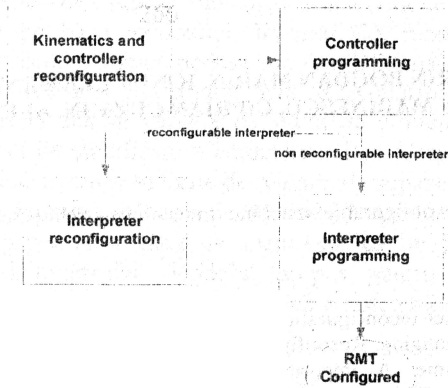 Kinematics and
controller
reconfiguration
Controller
programming
reconfigurable interpreter
non reconfigurable interpreter
Interpreter
reconfiguration
Interpreter
programming
RMT
Configured